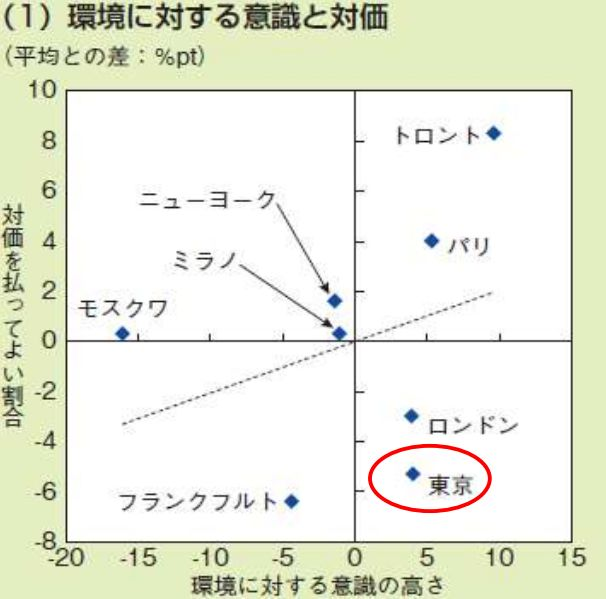 (1) 環境に対する意識と対価
(平均との差：%pt)
10
8
6
4
2
0
-2
-4
-6
-8
対価を払ってよい割合
トロント
ニューヨーク
パリ
ミラノ
モスクワ
ロンドン
東京
フランクフルト
-20 -15 -10 -5 0 5 10 15
環境に対する意識の高さ